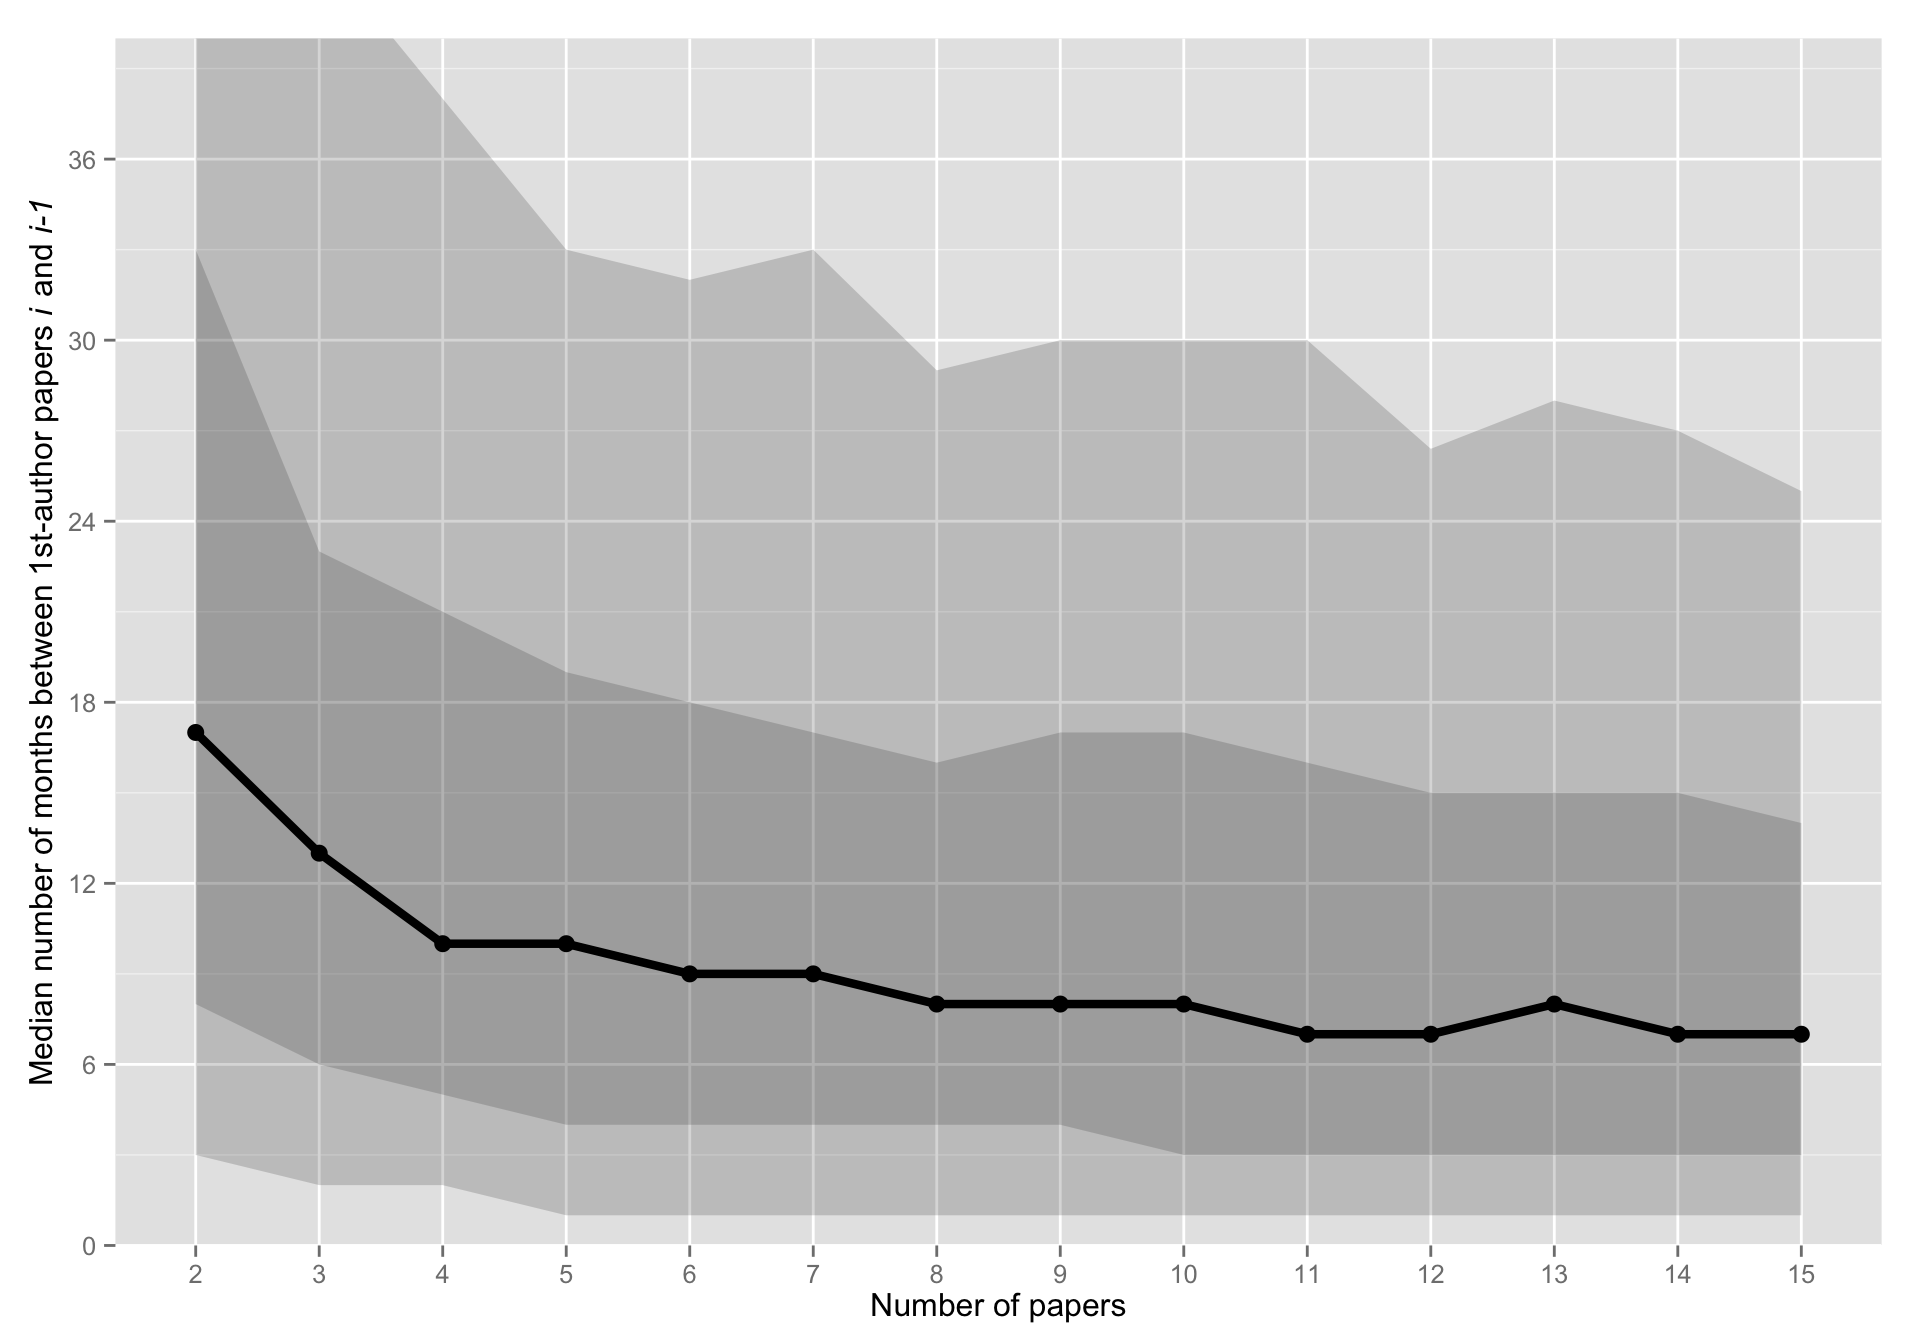 Median number of months between 1st-author papers i and i-1
36
30
24
18
12
6
0
2 3 4 5 6 7 8 9 10 11 12 13 14 15
Number of papers